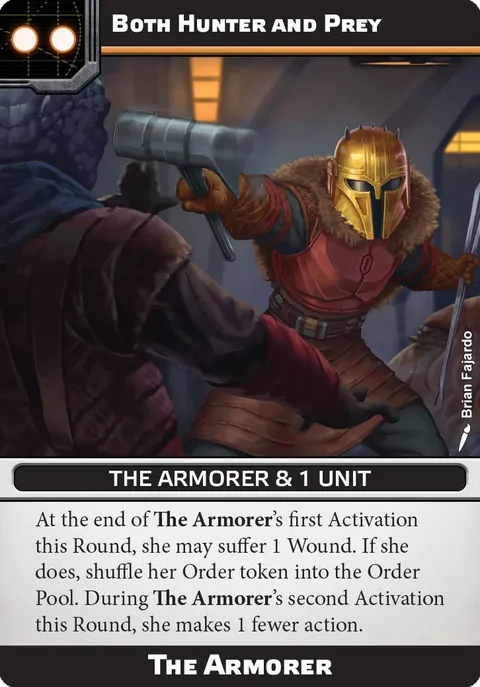 Both Hunter and Prey
Brian Fajardo
THE ARMORER & 1 UNIT
At the end of The Armorer's first Activation
this Round, she may suffer 1 Wound. If she
does, shuffle her Order token into the Order
Pool. During The Armorer's second Activation
this Round, she makes 1 fewer action.
The Armorer